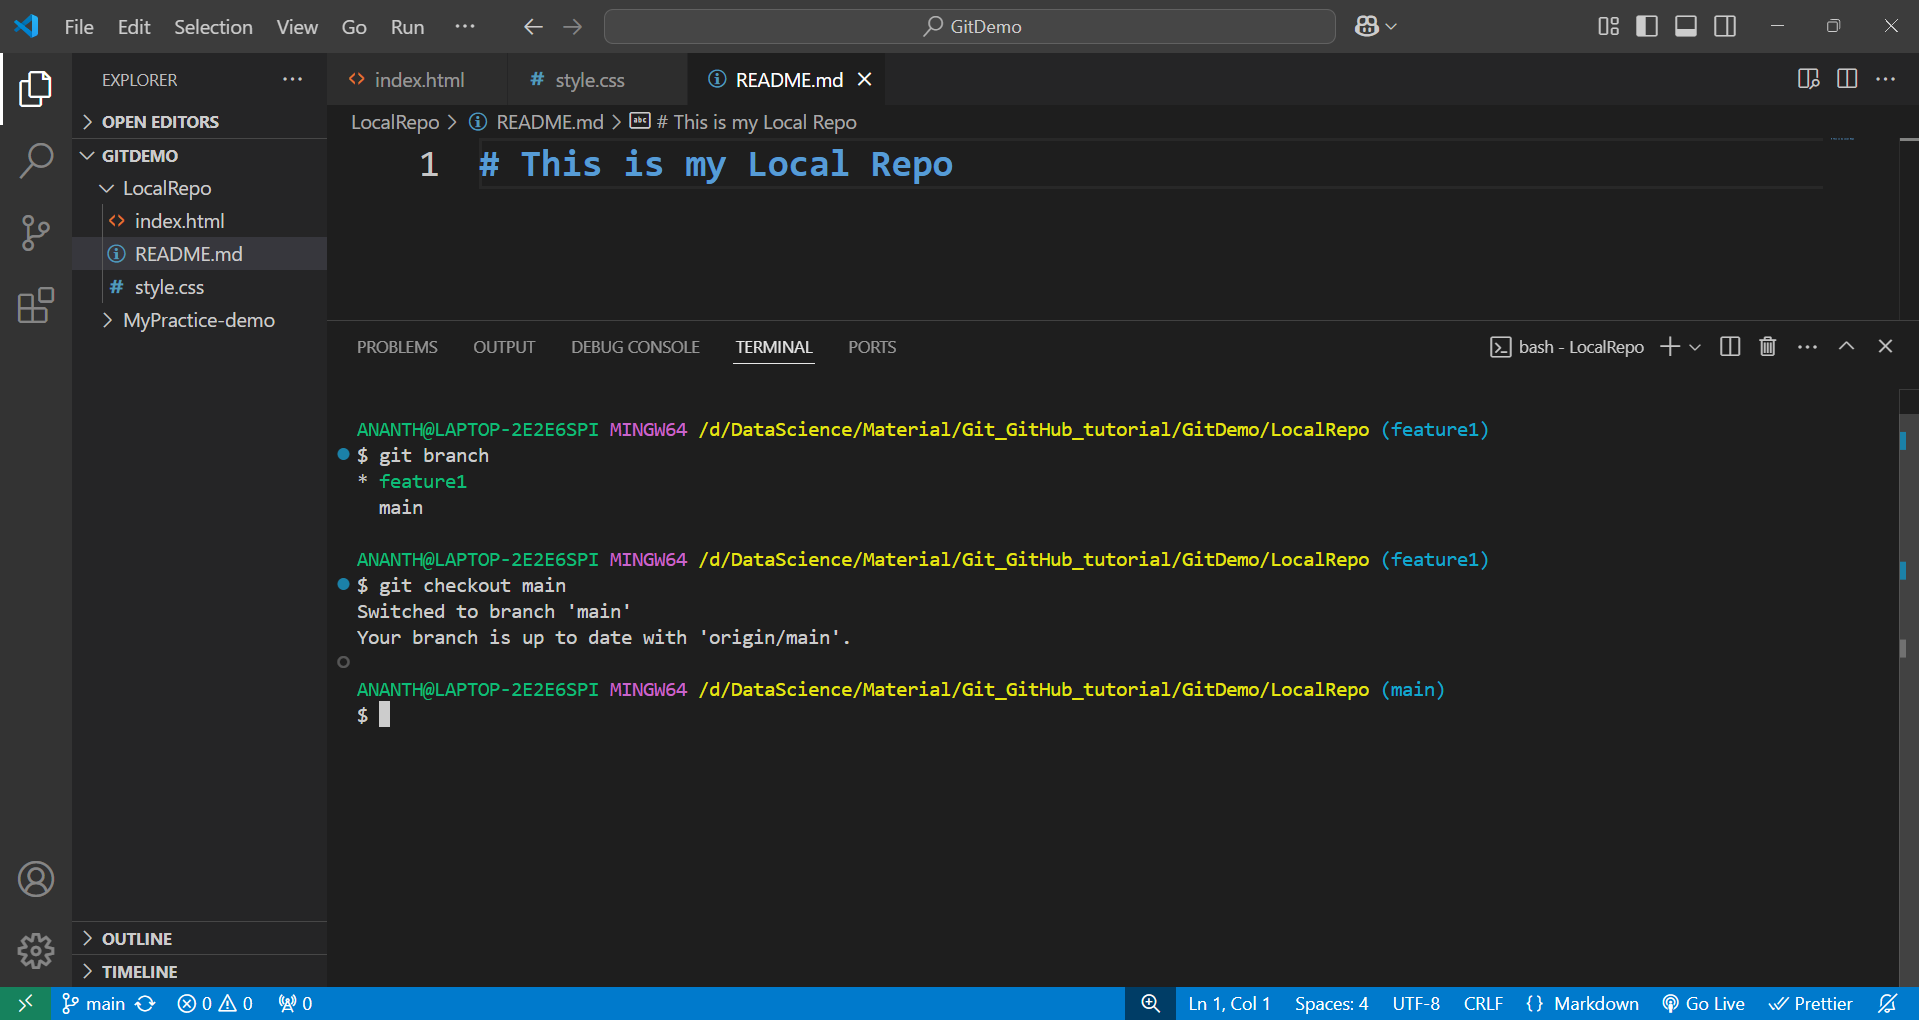 File Edit Selection View Go Run ··· GitDemo
EXPLORER ···
OPEN EDITORS
GITDEMO
LocalRepo
index.html
README.md
style.css
MyPractice-demo
OUTLINE
TIMELINE
index.html style.css README.md
LocalRepo > README.md > # This is my Local Repo
1 # This is my Local Repo
PROBLEMS OUTPUT DEBUG CONSOLE TERMINAL PORTS bash - LocalRepo
ANANTH@LAPTOP-2E2E6SPI MINGW64 /d/DataScience/Material/Git_GitHub_tutorial/GitDemo/LocalRepo (feature1)
$ git branch
* feature1
main
ANANTH@LAPTOP-2E2E6SPI MINGW64 /d/DataScience/Material/Git_GitHub_tutorial/GitDemo/LocalRepo (feature1)
$ git checkout main
Switched to branch 'main'
Your branch is up to date with 'origin/main'.
ANANTH@LAPTOP-2E2E6SPI MINGW64 /d/DataScience/Material/Git_GitHub_tutorial/GitDemo/LocalRepo (main)
$
main 0 0 0 Ln 1, Col 1 Spaces: 4 UTF-8 CRLF {} Markdown Go Live Prettier